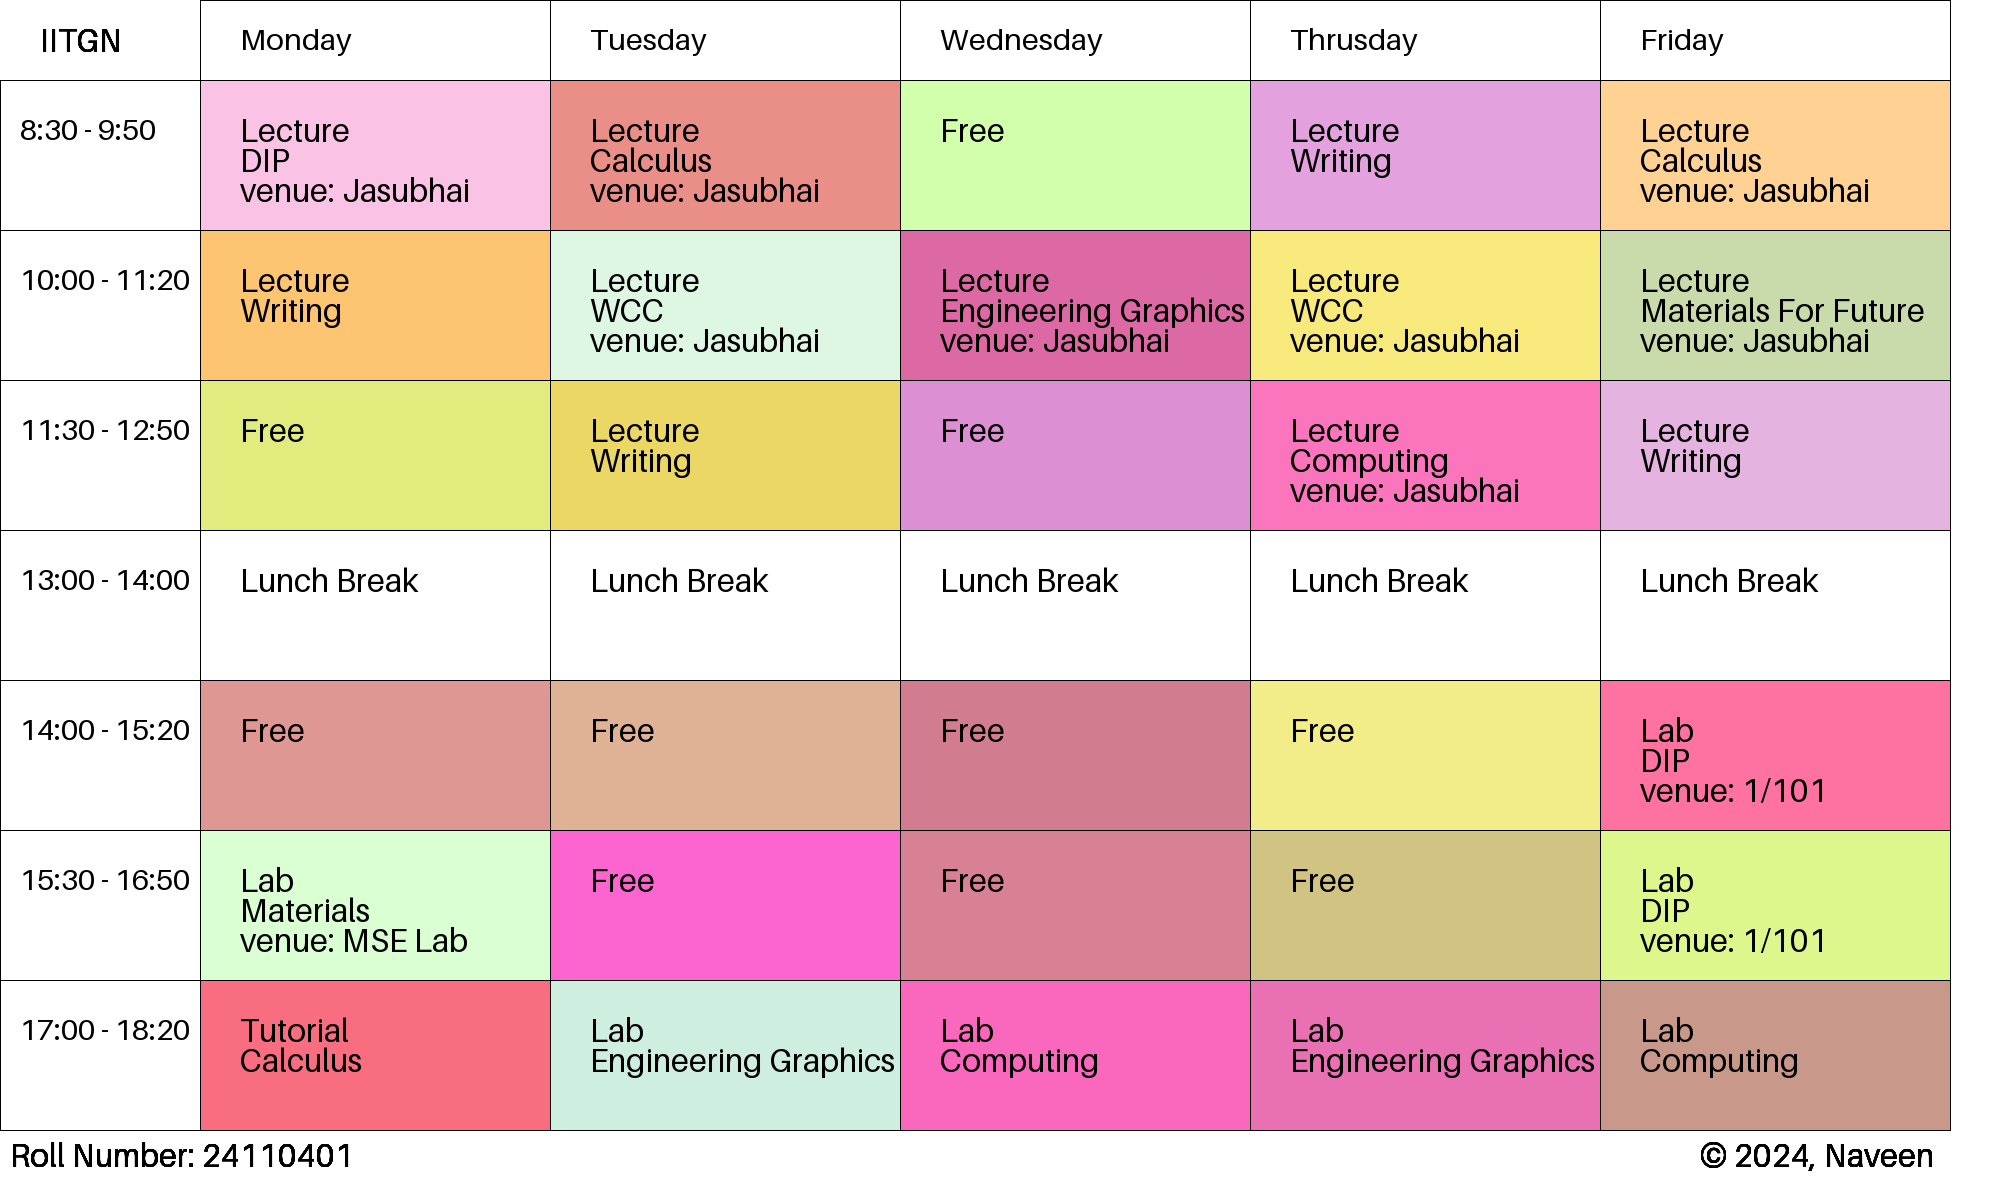 IITGN Monday Tuesday Wednesday Thrusday Friday
8:30 - 9:50
Lecture
DIP
venue: Jasubhai
Lecture
Calculus
venue: Jasubhai
Free
Lecture
Writing
Lecture
Calculus
venue: Jasubhai
10:00 - 11:20
Lecture
Writing
Lecture
WCC
venue: Jasubhai
Lecture
Engineering Graphics
venue: Jasubhai
Lecture
WCC
venue: Jasubhai
Lecture
Materials For Future
venue: Jasubhai
11:30 - 12:50
Free
Lecture
Writing
Free
Lecture
Computing
venue: Jasubhai
Lecture
Writing
13:00 - 14:00
Lunch Break
Lunch Break
Lunch Break
Lunch Break
Lunch Break
14:00 - 15:20
Free
Free
Free
Free
Lab
DIP
venue: 1/101
15:30 - 16:50
Lab
Materials
venue: MSE Lab
Free
Free
Free
Lab
DIP
venue: 1/101
17:00 - 18:20
Tutorial
Calculus
Lab
Engineering Graphics
Lab
Computing
Lab
Engineering Graphics
Lab
Computing
Roll Number: 24110401
© 2024, Naveen